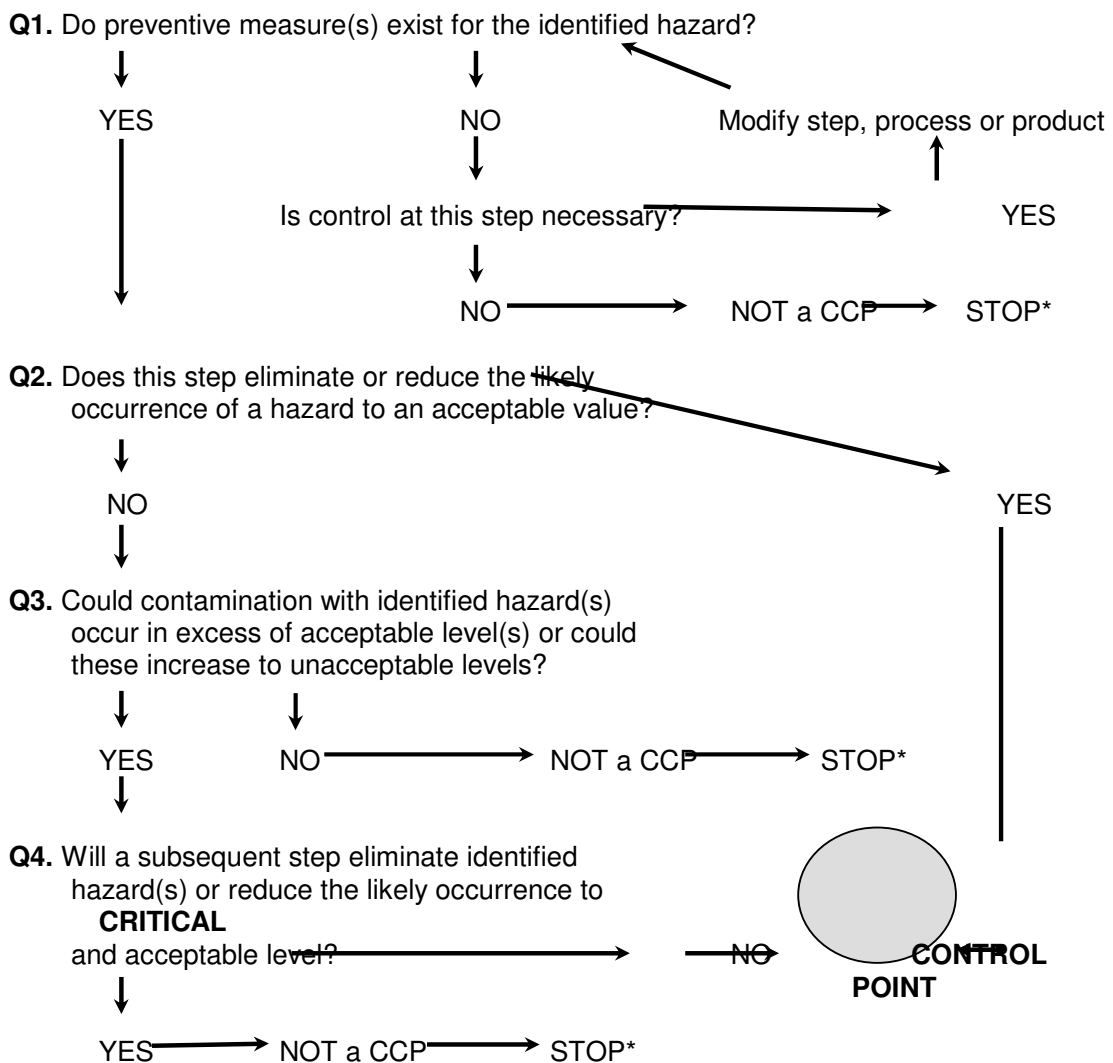 Q1. Do preventive measure(s) exist for the identified hazard?
YES NO Modify step, process or product
Is control at this step necessary? YES
NO NOT a CCP STOP*
Q2. Does this step eliminate or reduce the likely
occurrence of a hazard to an acceptable value?
NO YES
Q3. Could contamination with identified hazard(s)
occur in excess of acceptable level(s) or could
these increase to unacceptable levels?
YES NO NOT a CCP STOP*
Q4. Will a subsequent step eliminate identified
hazard(s) or reduce the likely occurrence to
CRITICAL
and acceptable level? NO CONTROL
POINT
YES NOT a CCP STOP*